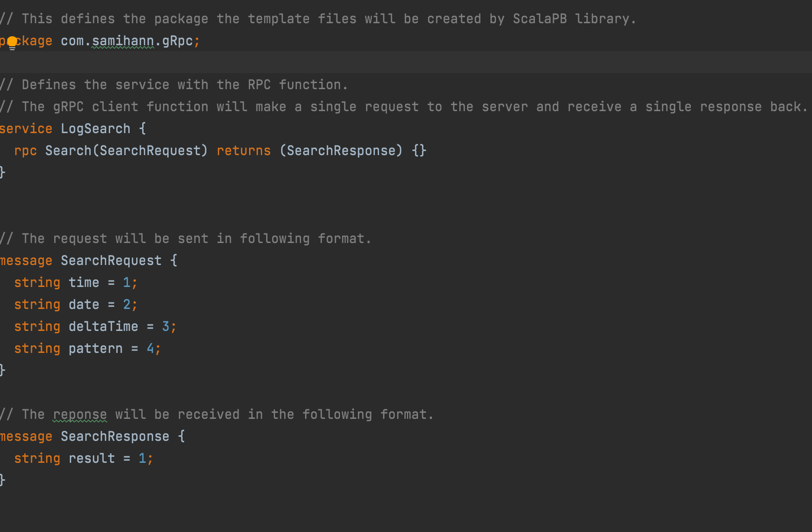 // This defines the package the template files will be created by ScalaPB library.
package com.samihann.gRpc;
// Defines the service with the RPC function.
// The gRPC client function will make a single request to the server and receive a single response back.
service LogSearch {
rpc Search(SearchRequest) returns (SearchResponse) {}
}
// The request will be sent in following format.
message SearchRequest {
string time = 1;
string date = 2;
string deltaTime = 3;
string pattern = 4;
}
// The reponse will be received in the following format.
message SearchResponse {
string result = 1;
}